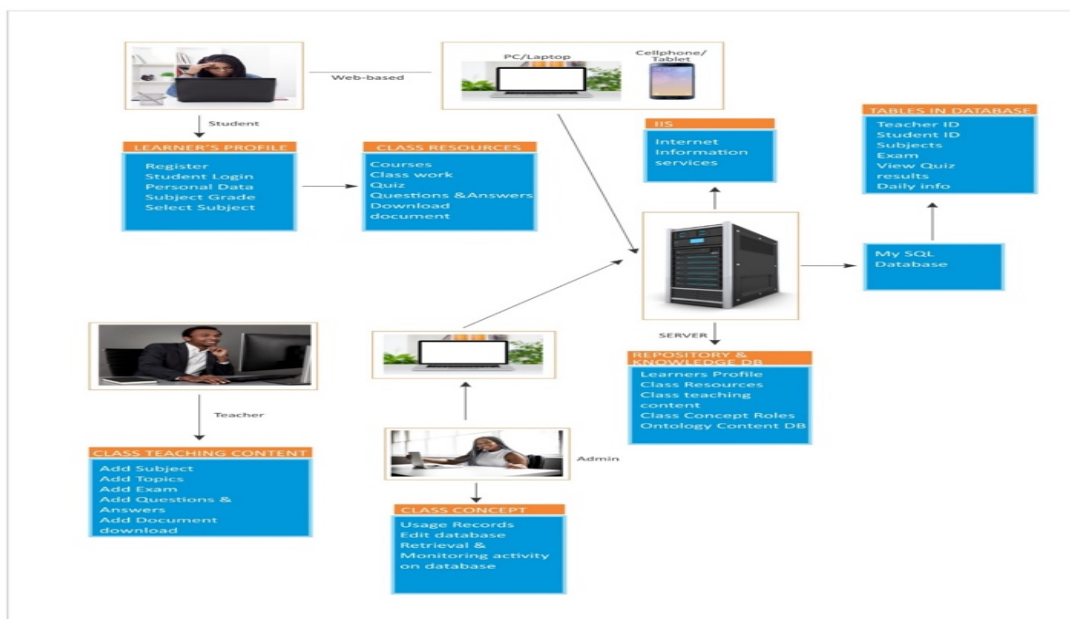 PC/Laptop
Cellphone/
Tablet
Web-based
Student
LEARNER'S PROFILE
Register
Student Login
Personal Data
Subject Grade
Select Subject
CLASS RESOURCES
Courses
Class work
Quiz
Questions &Answers
Download
document
IIS
Internet
Information
services
TABLES IN DATABASE
Teacher ID
Student ID
Subjects
Exam
View Quiz
results
Daily info
My SQL
Database
SERVER
REPOSITORY &
KNOWLEDGE DB
Learners Profile
Class Resources
Class teaching
content
Class Concept Roles
Ontology Content DB
Teacher
CLASS TEACHING CONTENT
Add Subject
Add Topics
Add Exam
Add Questions &
Answers
Add Document
download
Admin
CLASS CONCEPT
Usage Records
Edit database
Retrieval &
Monitoring activity
on database